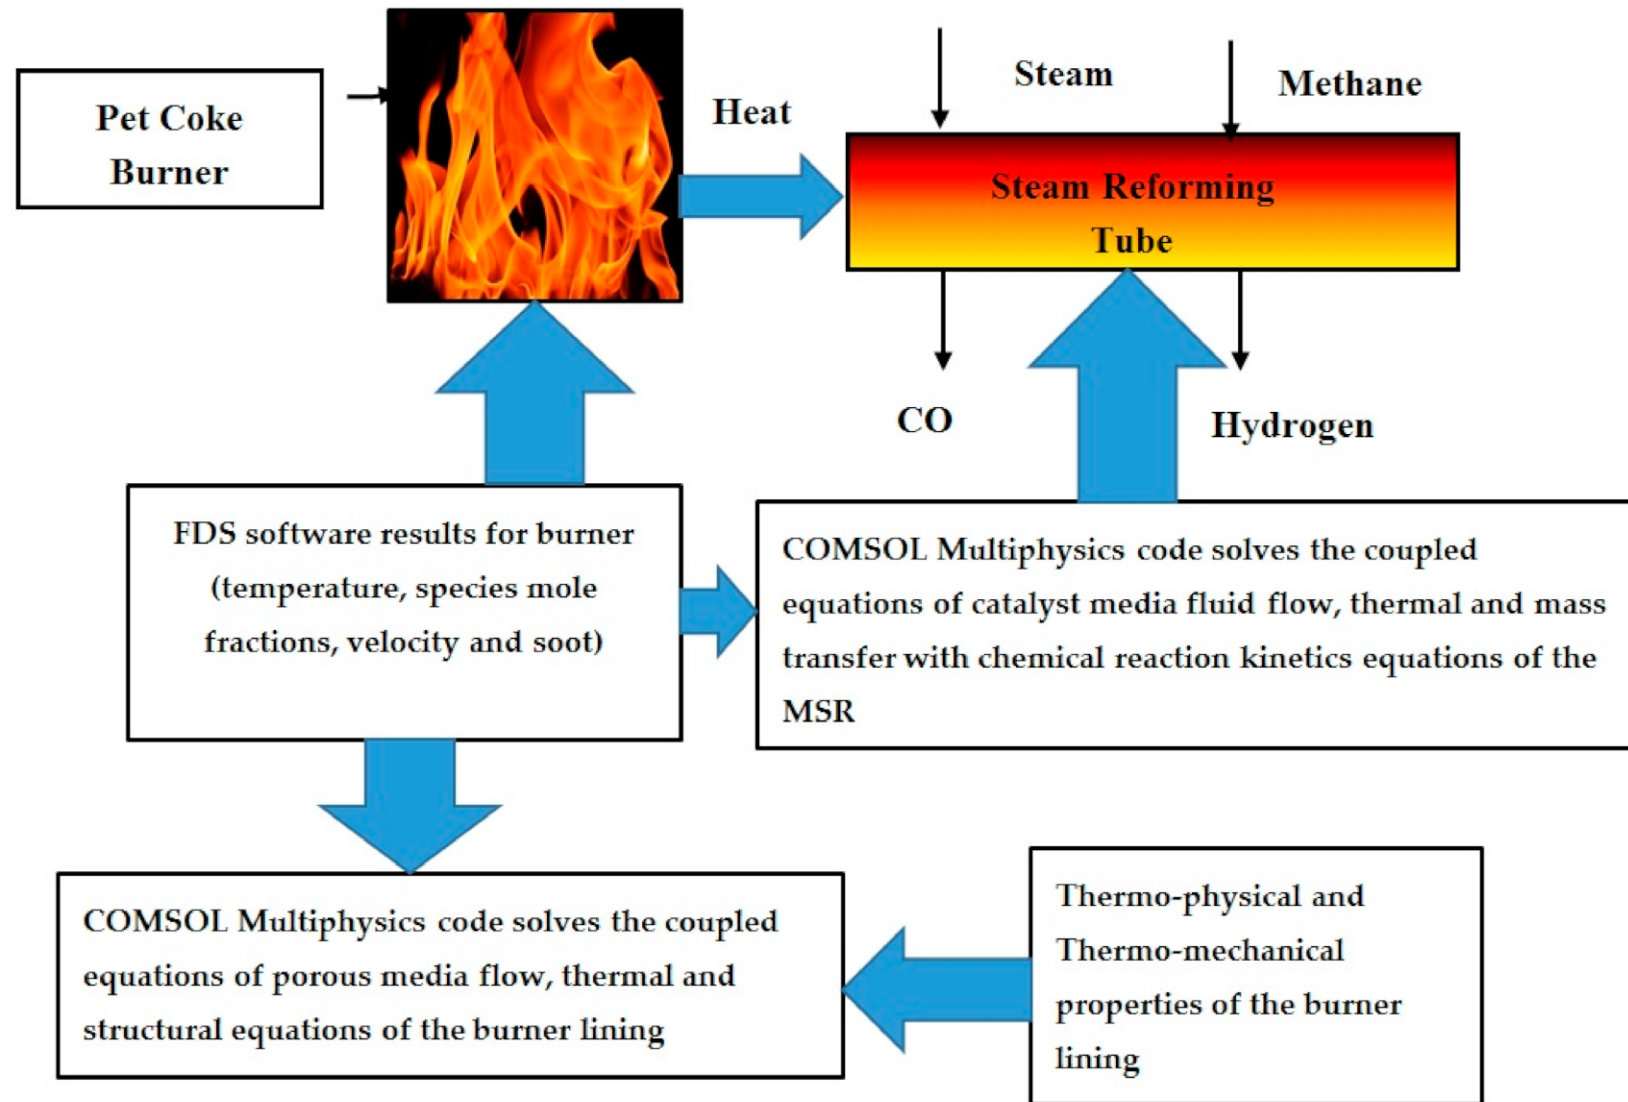 Pet Coke
Burner
Heat
Steam
Methane
Steam Reforming
Tube
CO
Hydrogen
FDS software results for burner
(temperature, species mole
fractions, velocity and soot)
COMSOL Multiphysics code solves the coupled
equations of catalyst media fluid flow, thermal and mass
transfer with chemical reaction kinetics equations of the
MSR
COMSOL Multiphysics code solves the coupled
equations of porous media flow, thermal and
structural equations of the burner lining
Thermo-physical and
Thermo-mechanical
properties of the burner
lining